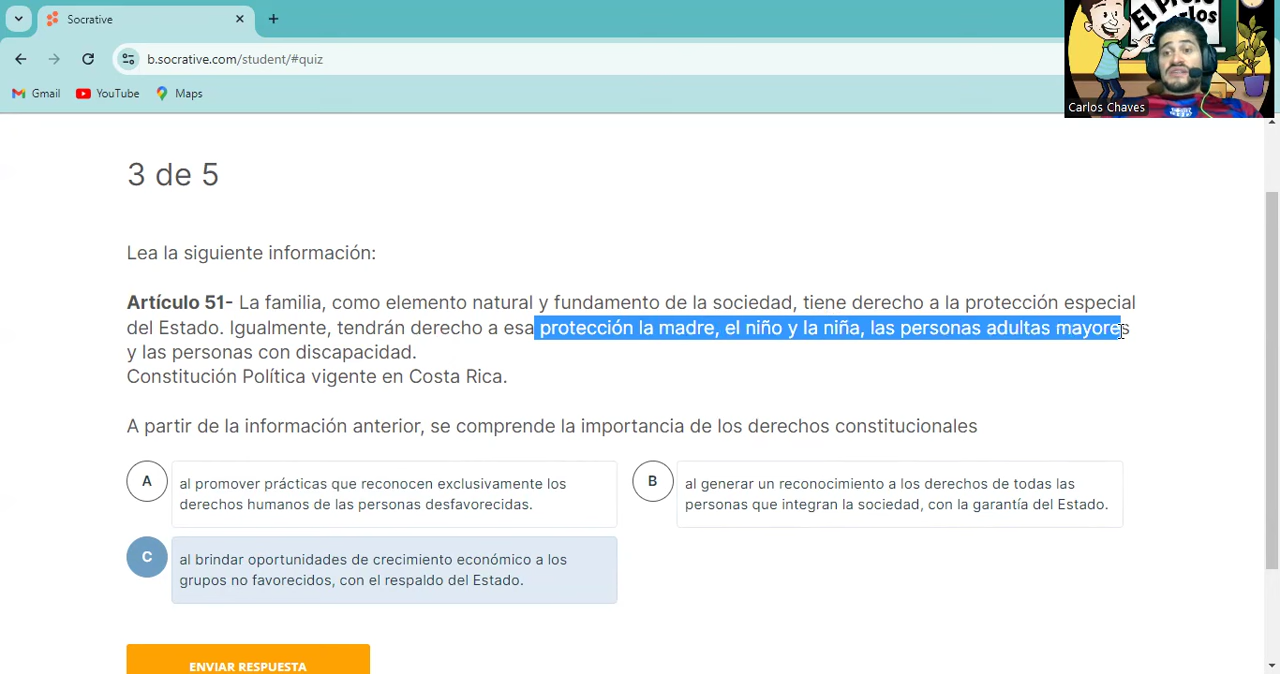 Socrative
b.socrative.com/student/#quiz
Gmail
YouTube
Maps
El Profe
Carlos
Carlos Chaves
3 de 5
Lea la siguiente información:
Artículo 51- La familia, como elemento natural y fundamento de la sociedad, tiene derecho a la protección especial
del Estado. Igualmente, tendrán derecho a esa protección la madre, el niño y la niña, las personas adultas mayores
y las personas con discapacidad.
Constitución Política vigente en Costa Rica.
A partir de la información anterior, se comprende la importancia de los derechos constitucionales
A
al promover prácticas que reconocen exclusivamente los
derechos humanos de las personas desfavorecidas.
B
al generar un reconocimiento a los derechos de todas las
personas que integran la sociedad, con la garantía del Estado.
C
al brindar oportunidades de crecimiento económico a los
grupos no favorecidos, con el respaldo del Estado.
ENVIAR RESPUESTA